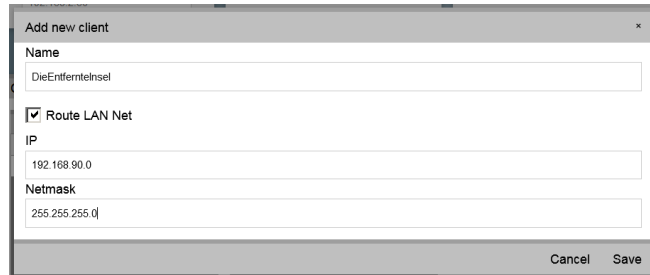 Add new client
×
Name
DieEntfernteInsel
Route LAN Net
IP
192.168.90.0
Netmask
255.255.255.0
Cancel Save